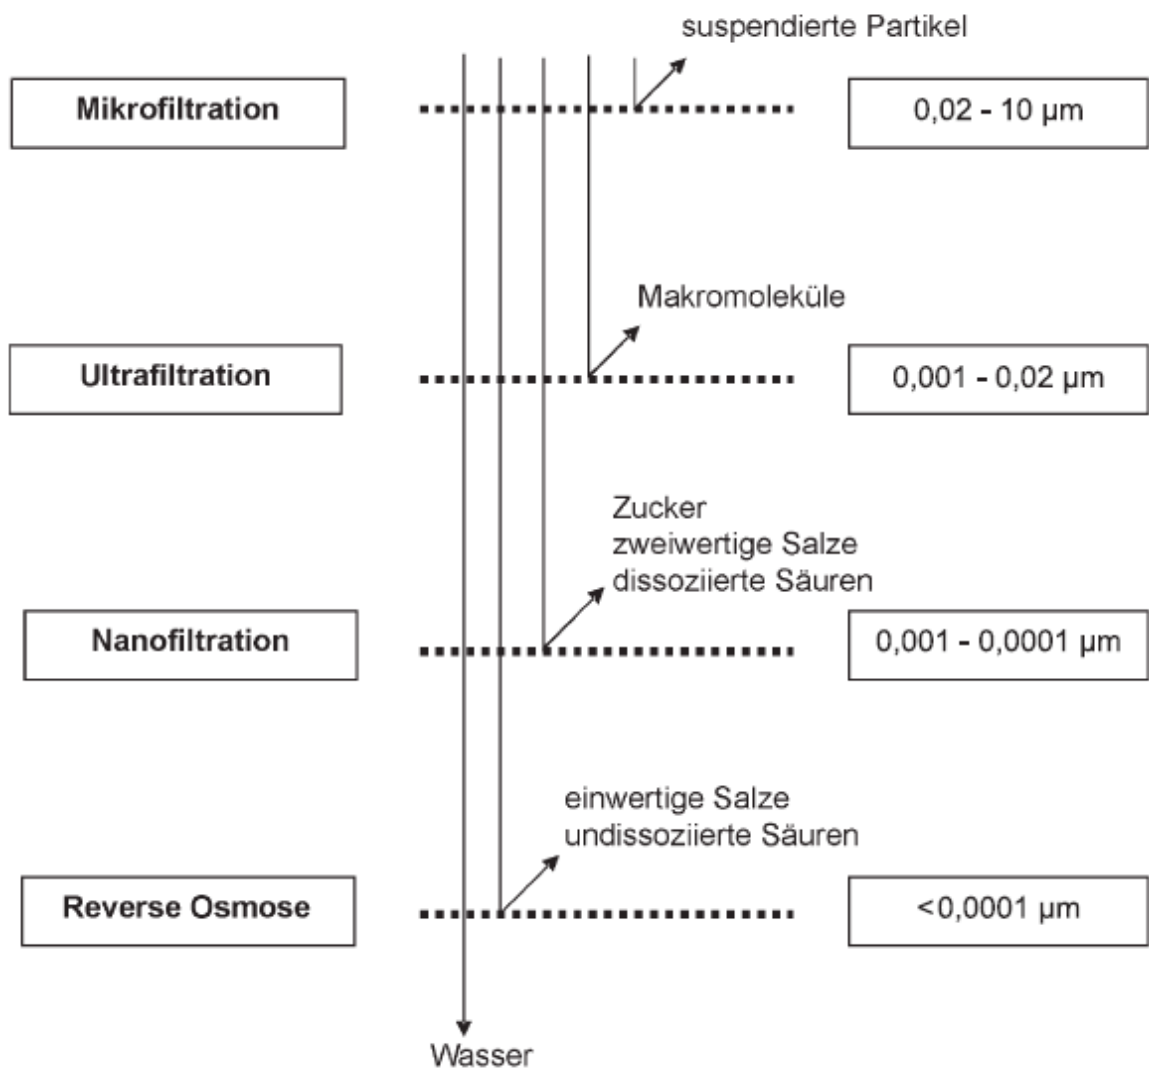 suspendierte Partikel
Mikrofiltration
0,02 - 10 µm
Makromoleküle
Ultrafiltration
0,001 - 0,02 µm
Zucker
zweiwertige Salze
dissoziierte Säuren
Nanofiltration
0,001 - 0,0001 µm
einwertige Salze
undissoziierte Säuren
Reverse Osmose
<0,0001 µm
Wasser